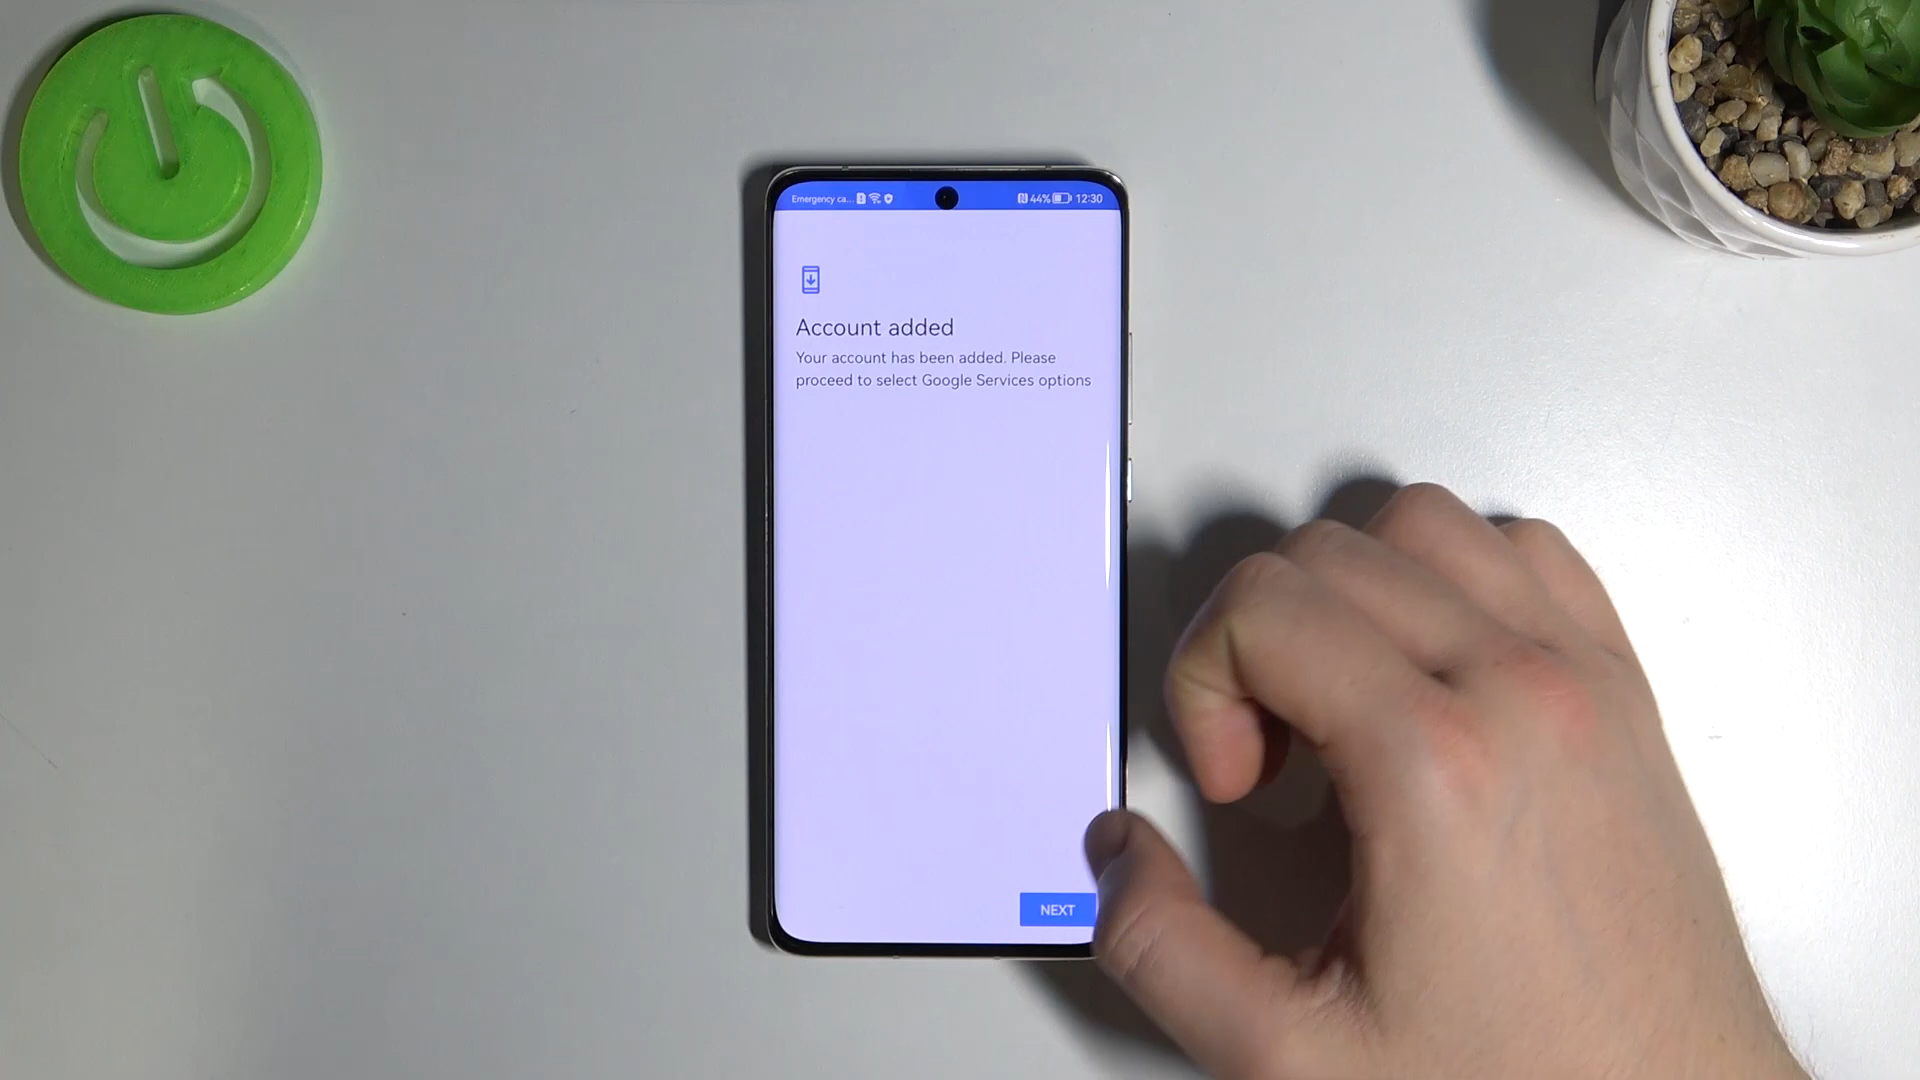 Emergency ca... 44% 12:30
Account added
Your account has been added. Please
proceed to select Google Services options
NEXT